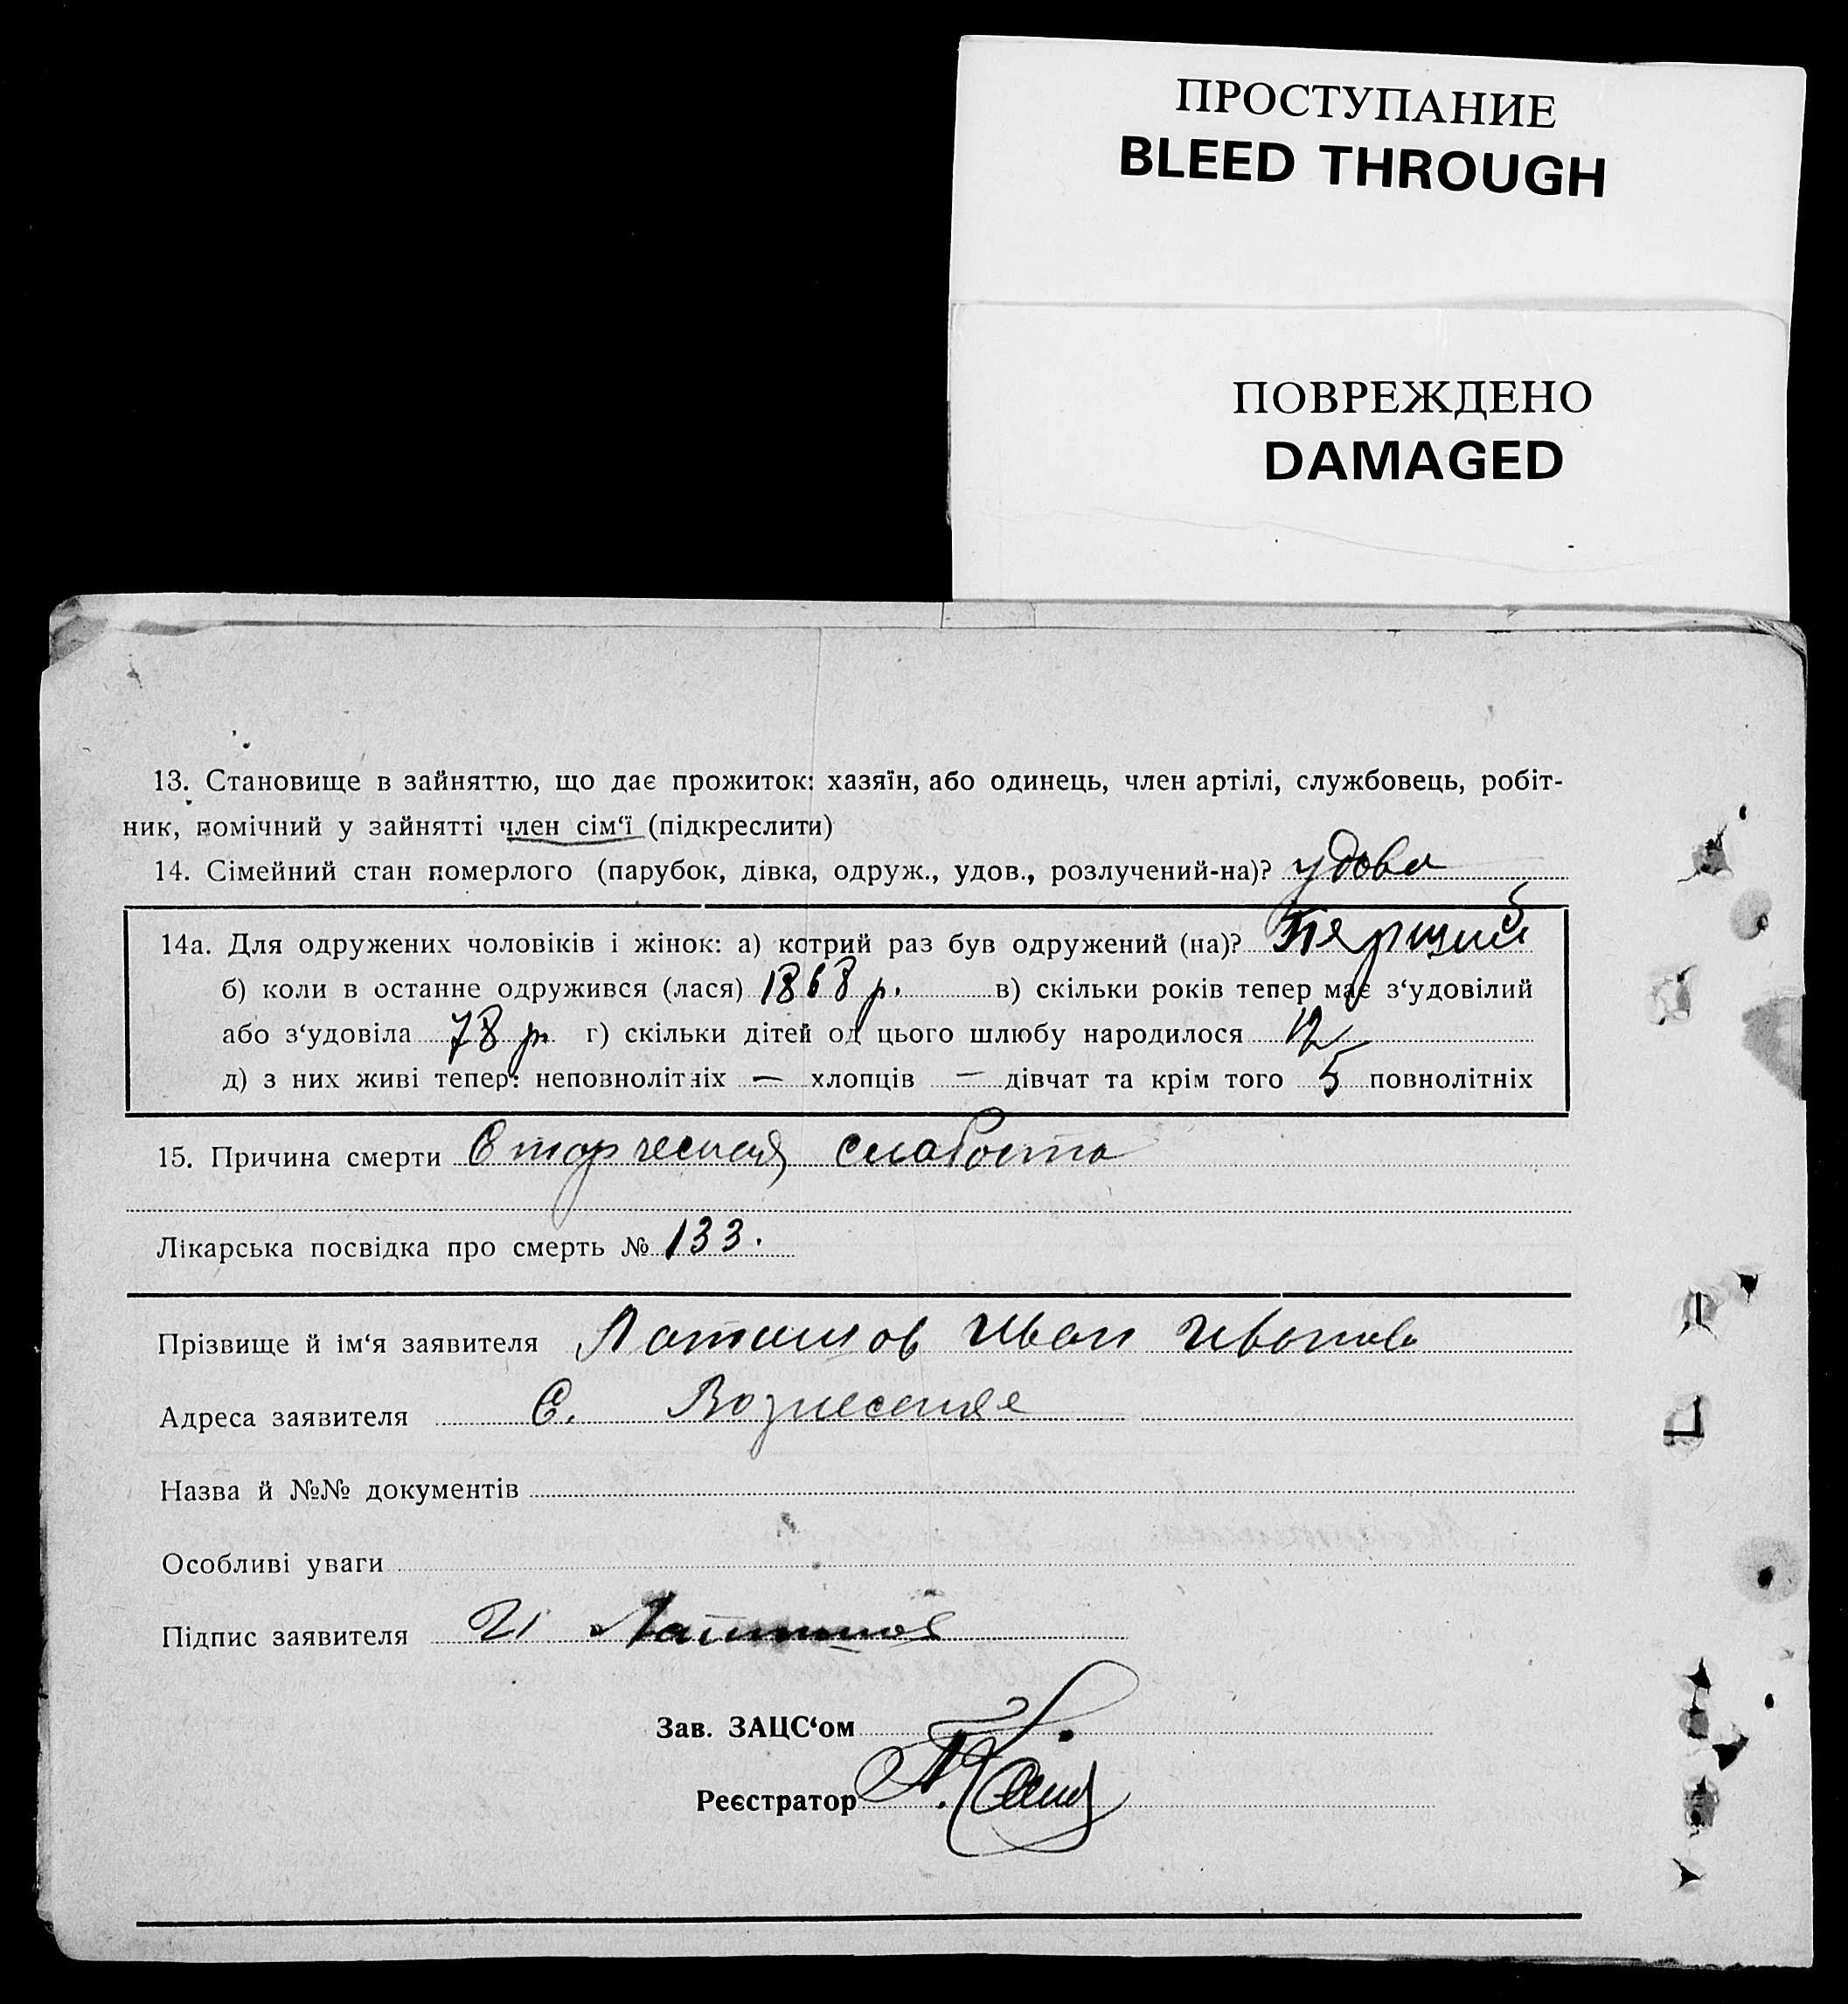 ПРОСТУПАНИЕ
BLEED THROUGH
ПОВРЕЖДЕНО
DAMAGED
13. Становище в зайняттю, що дає прожиток: хазяїн, або одинець, член артілі, службовець, робіт-
ник, помічний у зайнятті член сім‘ї (підкреслити)
14. Сімейний стан померлого (парубок, дівка, одруж., удов., розлучений-на)? удова
14а. Для одружених чоловіків і жінок: а) котрий раз був одружений (на)?
б) коли в останне одружився (лася) 1868 р. в) скільки років тепер має з‘удовілий
або з‘удовіла 78 р. г) скільки дітей од цього шлюбу народилося 12
д) з них живі тепер: неповнолітніх — хлопців — дівчат та крім того 5 повнолітніх
15. Причина смерти слабость
Лікарська посвідка про смерть № 133.
Прізвище й ім‘я заявителя Иван
Адреса заявителя С.
Назва й №№ документів
Особливі уваги
Підпис заявителя И
Зав. ЗАЦС‘ом
Реєстратор